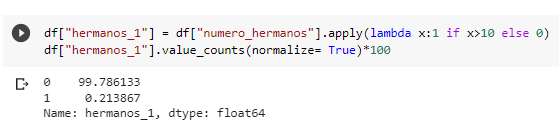 df["hermanos_1"] = df["numero_hermanos"].apply(lambda x:1 if x>10 else 0)
df["hermanos_1"].value_counts(normalize= True)*100
0    99.786133
1     0.213867
Name: hermanos_1, dtype: float64